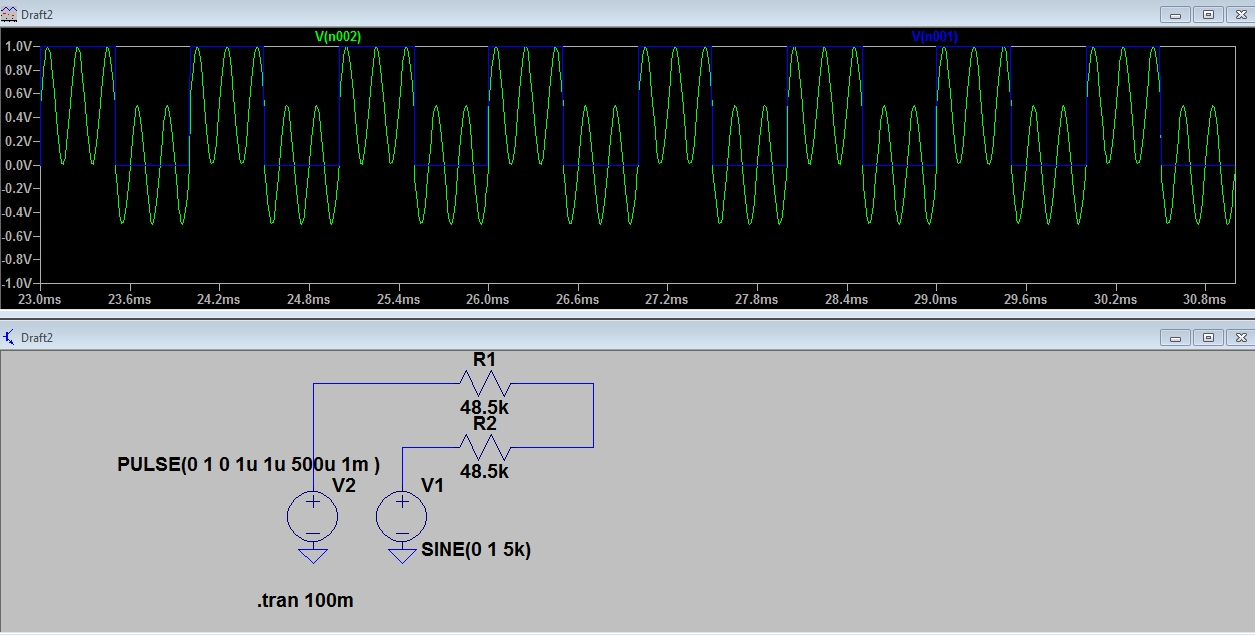 Draft2
V(n002) V(n001)
1.0V
0.8V
0.6V
0.4V
0.2V
0.0V
-0.2V
-0.4V
-0.6V
-0.8V
-1.0V
23.0ms 23.6ms 24.2ms 24.8ms 25.4ms 26.0ms 26.6ms 27.2ms 27.8ms 28.4ms 29.0ms 29.6ms 30.2ms 30.8ms
Draft2
R1
48.5k
R2
48.5k
PULSE(0 1 0 1u 1u 500u 1m )
V2 V1
SINE(0 1 5k)
.tran 100m